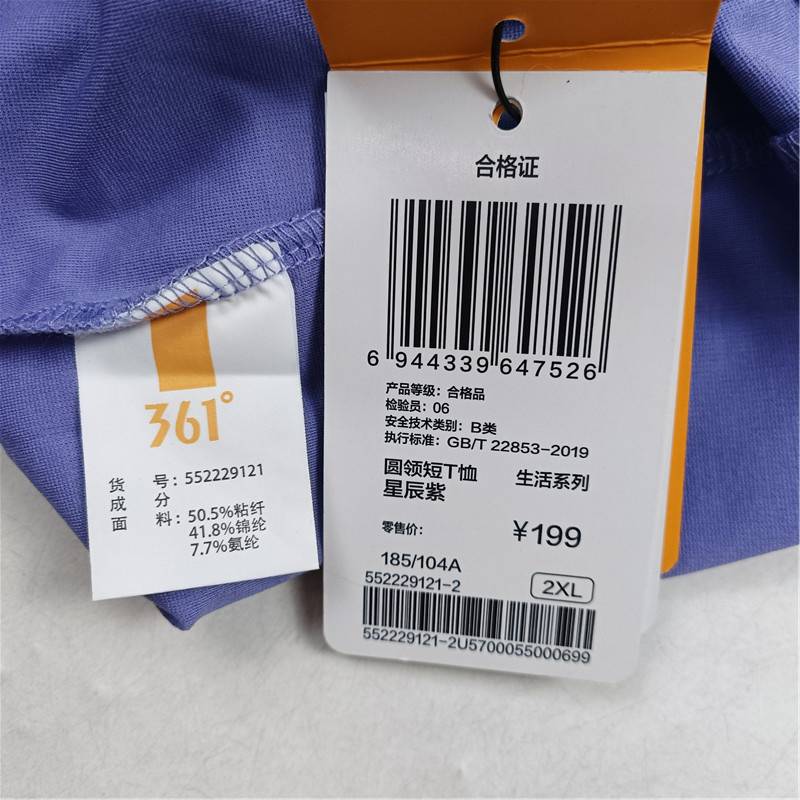 361°
货 号: 552229121
成 分
面 料: 50.5%粘纤
41.8%锦纶
7.7%氨纶
合格证
6 944339 647526
产品等级: 合格品
检验员: 06
安全技术类别: B类
执行标准: GB/T 22853-2019
圆领短T恤 生活系列
星辰紫
零售价: ¥199
185/104A
552229121-2 2XL
552229121-2U5700055000699